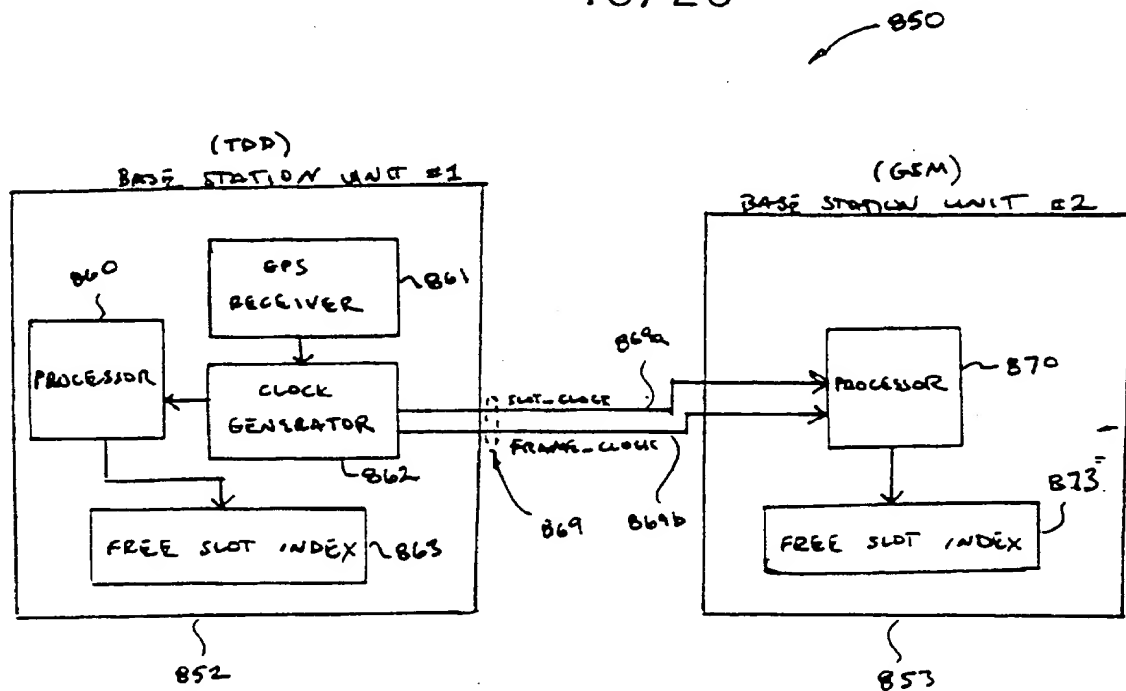 850
(TDD)
BASE STATION UNIT #1
(GSM)
BASE STATION UNIT #2
860
GPS
RECEIVER
861
PROCESSOR
CLOCK
GENERATOR
862
SLOT_CLOCK
869a
FRAME_CLOCK
869
869b
PROCESSOR
870
FREE SLOT INDEX
863
873
FREE SLOT INDEX
852
853